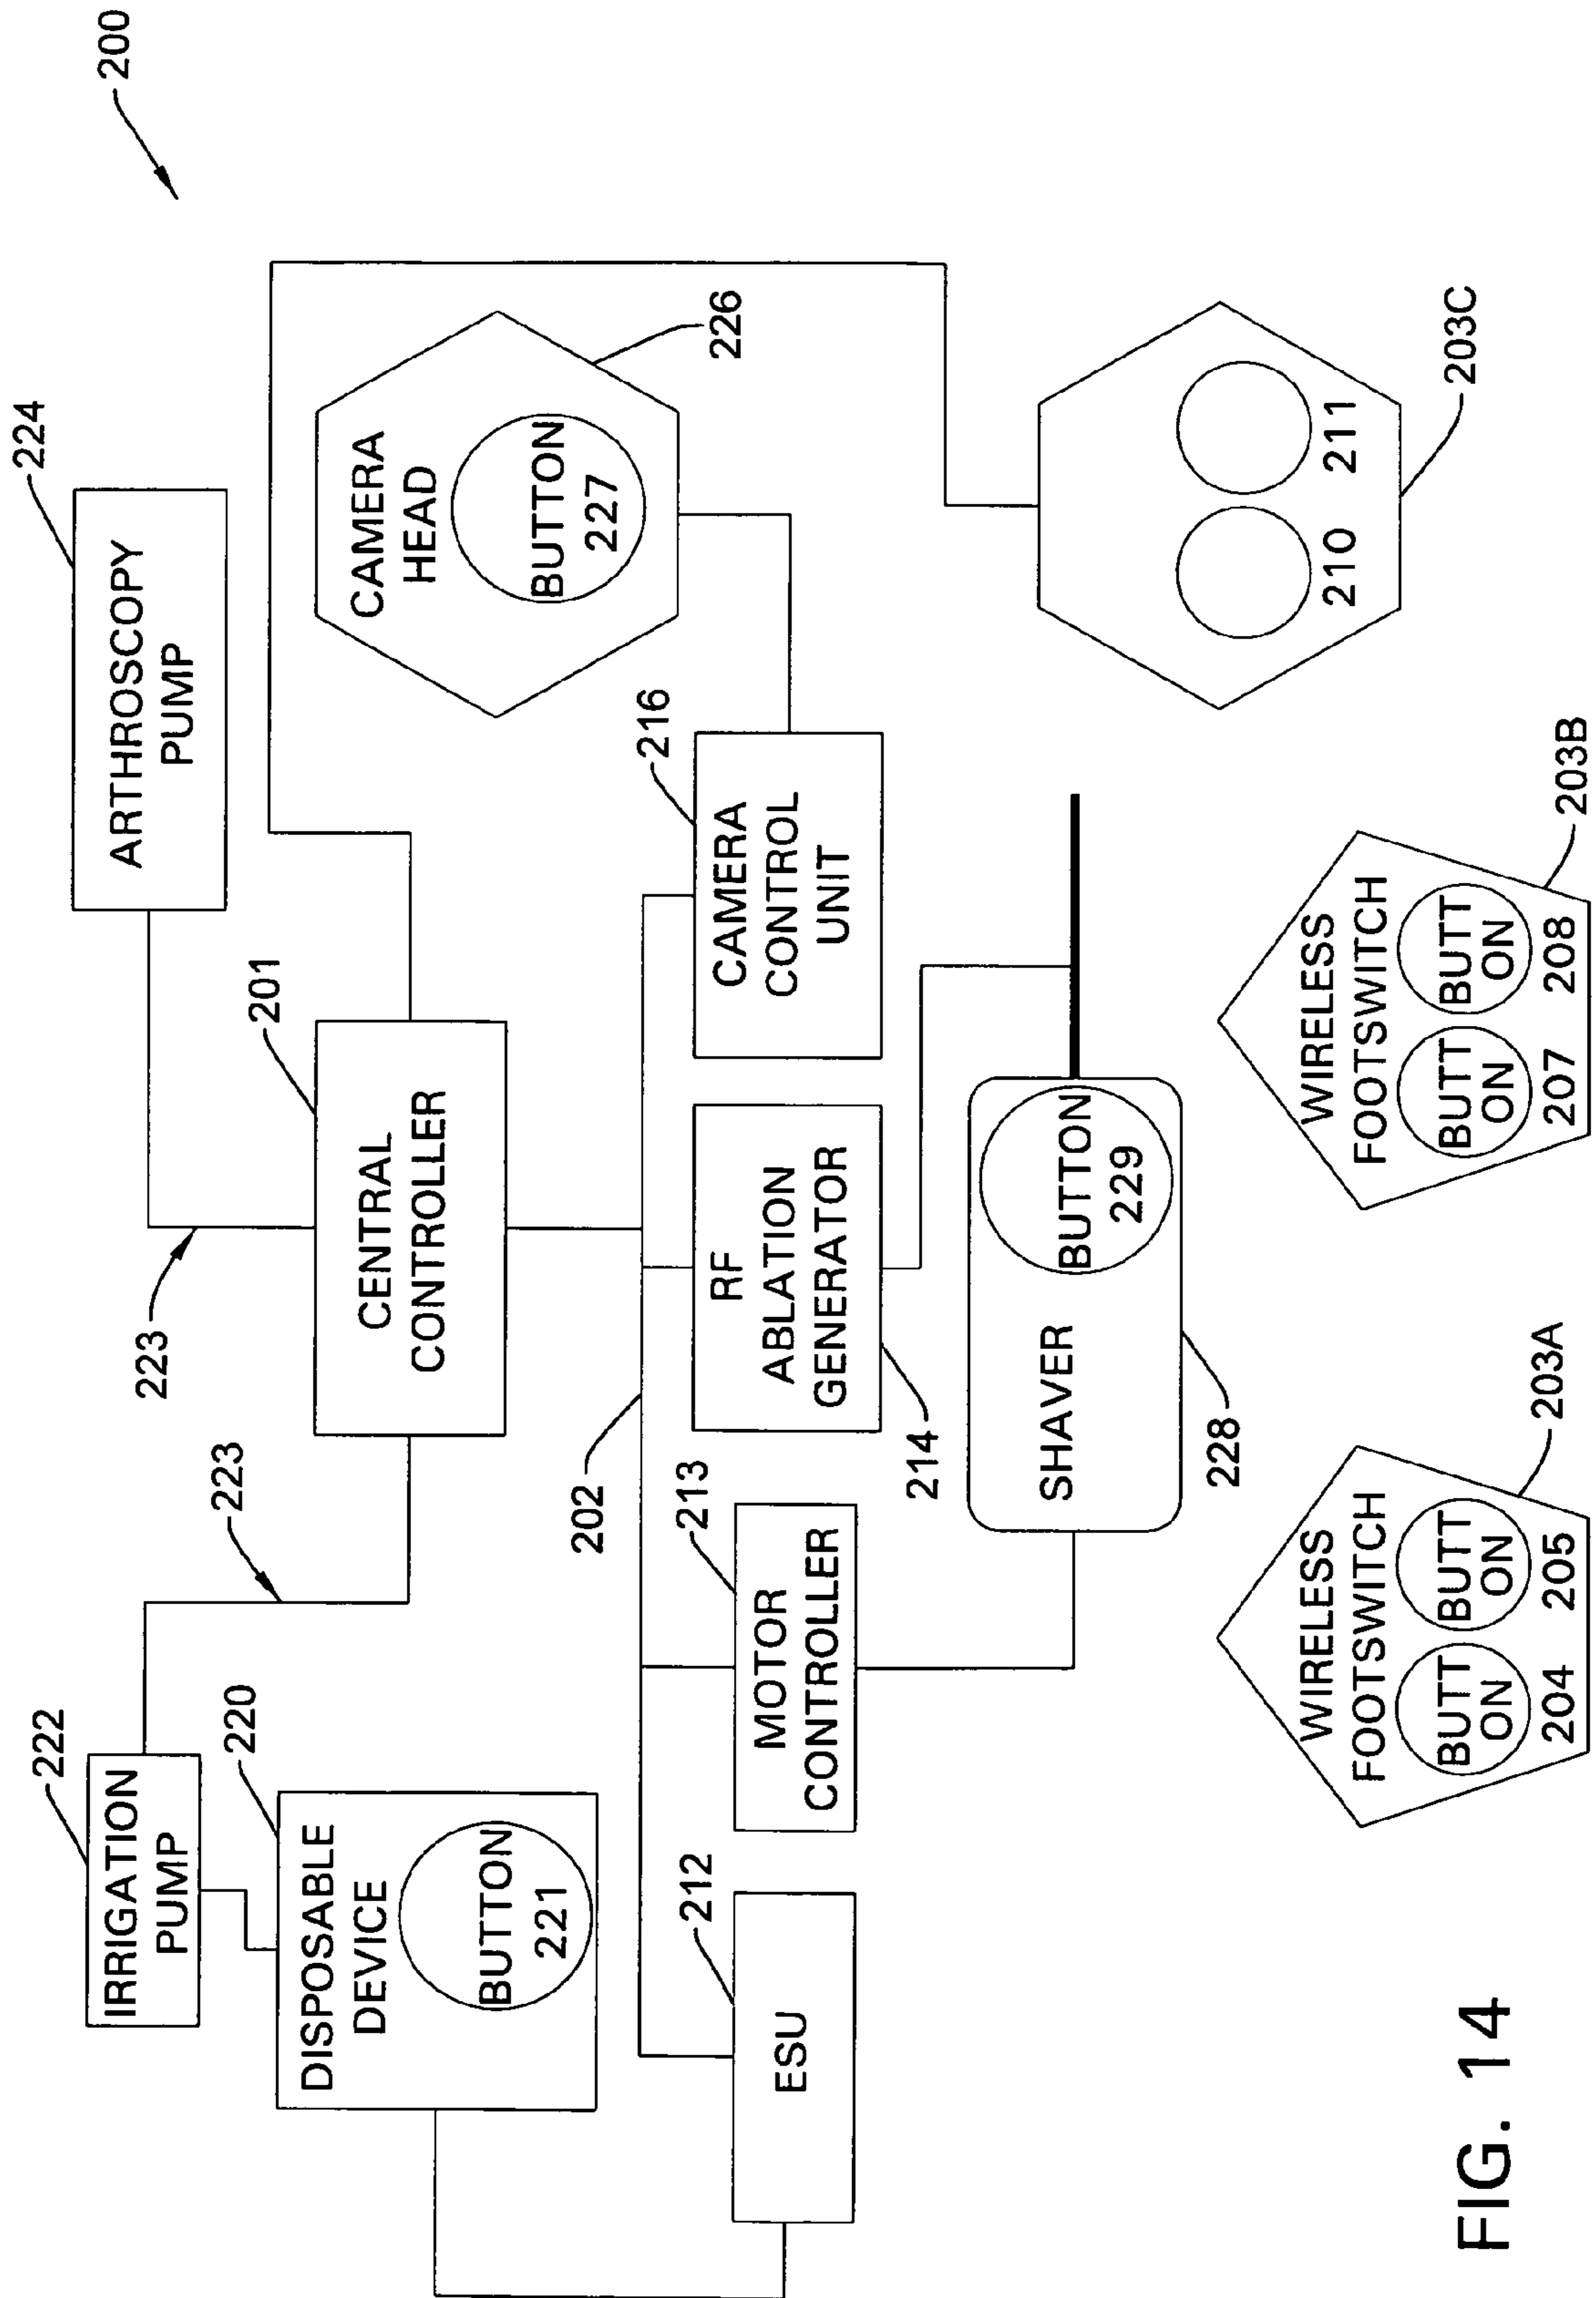 200
224
ARTHROSCOPY
PUMP
222
IRRIGATION
PUMP
223
223
201
CENTRAL
CONTROLLER
220
DISPOSABLE
DEVICE
BUTTON
221
CAMERA
HEAD
BUTTON
227
226
202
212
ESU
213
MOTOR
CONTROLLER
RF
ABLATION
GENERATOR
214
216
CAMERA
CONTROL
UNIT
SHAVER
BUTTON
229
228
WIRELESS
FOOTSWITCH
BUTT
ON
BUTT
ON
204 205
203A
WIRELESS
FOOTSWITCH
BUTT
ON
BUTT
ON
207 208
203B
210 211
203C
FIG. 14